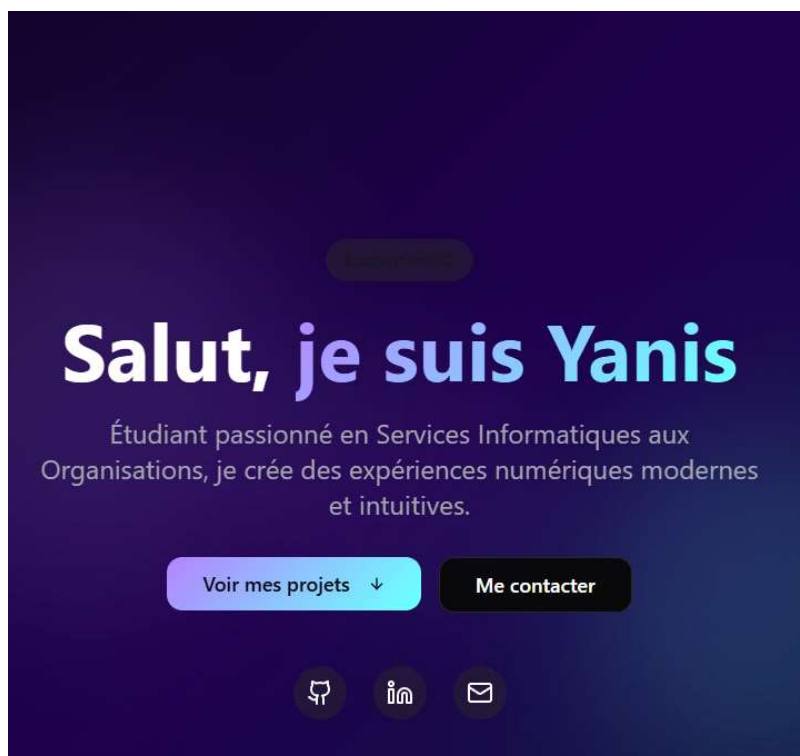 Salut, je suis Yanis
Étudiant passionné en Services Informatiques aux
Organisations, je crée des expériences numériques modernes
et intuitives.
Voir mes projets ↓
Me contacter
in